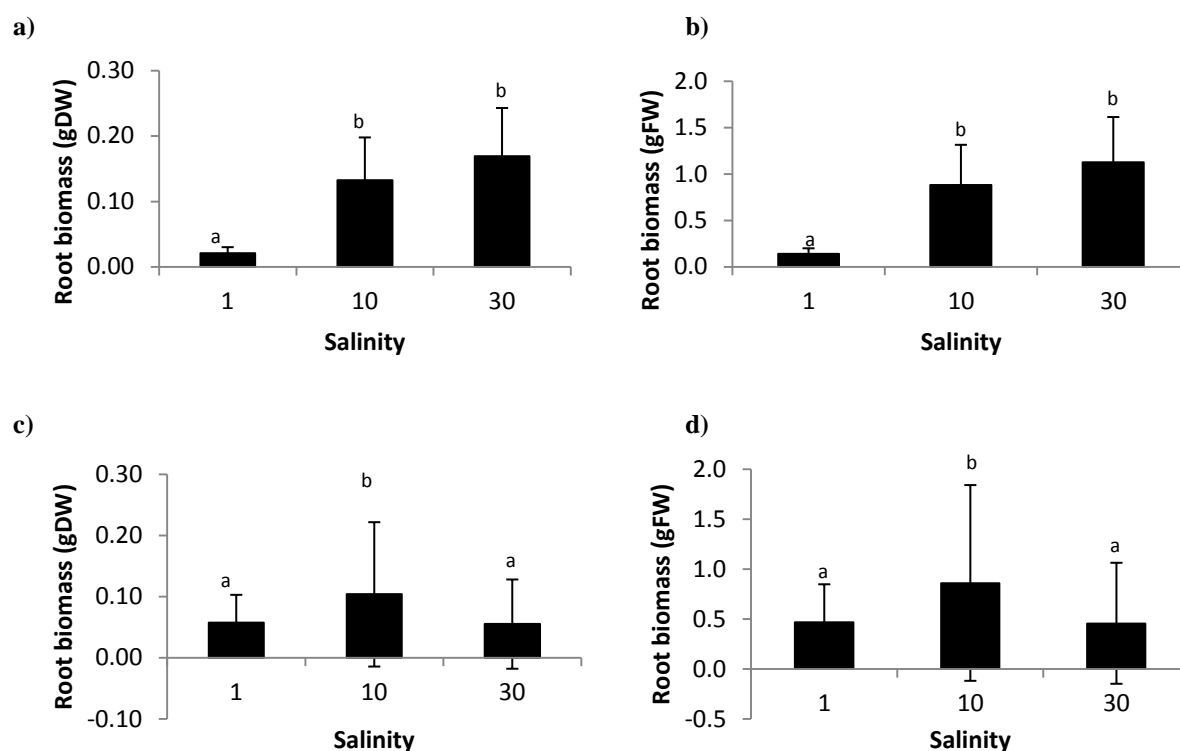 a)
Root biomass (gDW)
0.30
0.20
0.10
0.00
a
b
b
1
10
30
Salinity
b)
Root biomass (gFW)
2.0
1.5
1.0
0.5
0.0
a
b
b
1
10
30
Salinity
c)
Root biomass (gDW)
0.30
0.20
0.10
0.00
-0.10
a
b
a
1
10
30
Salinity
d)
Root biomass (gFW)
2.0
1.5
1.0
0.5
0.0
-0.5
a
b
a
1
10
30
Salinity